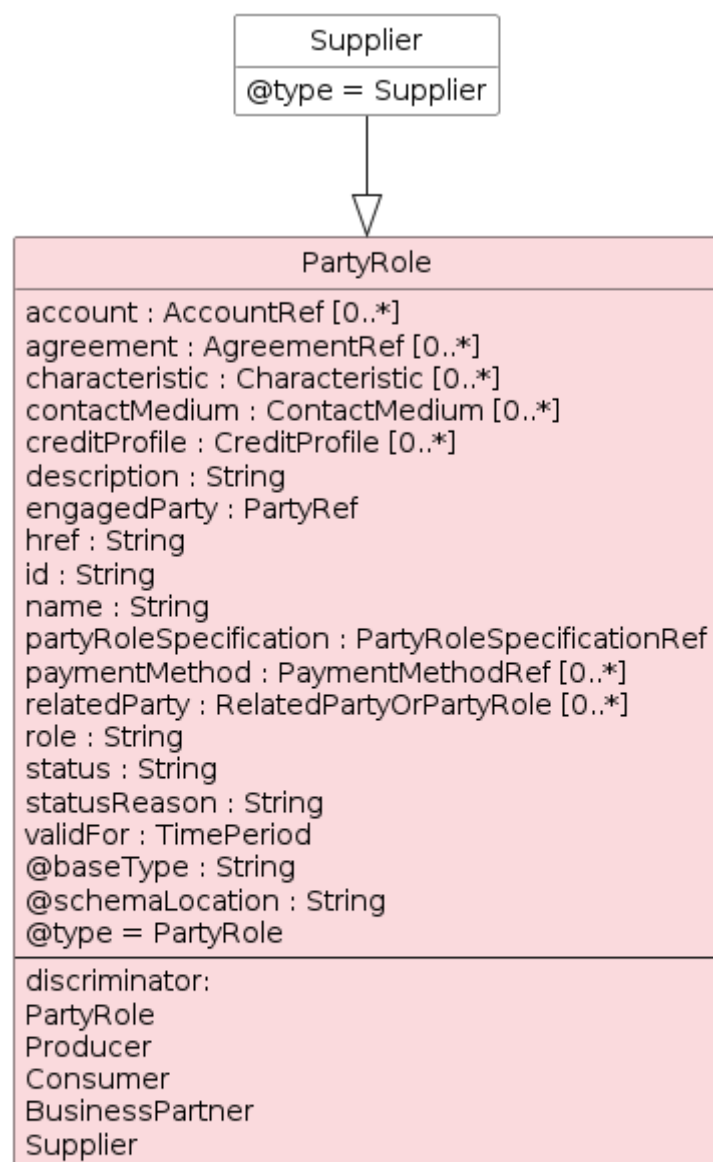 Supplier
@type = Supplier
PartyRole
account : AccountRef [0..*]
agreement : AgreementRef [0..*]
characteristic : Characteristic [0..*]
contactMedium : ContactMedium [0..*]
creditProfile : CreditProfile [0..*]
description : String
engagedParty : PartyRef
href : String
id : String
name : String
partyRoleSpecification : PartyRoleSpecificationRef
paymentMethod : PaymentMethodRef [0..*]
relatedParty : RelatedPartyOrPartyRole [0..*]
role : String
status : String
statusReason : String
validFor : TimePeriod
@baseType : String
@schemaLocation : String
@type = PartyRole
discriminator:
PartyRole
Producer
Consumer
BusinessPartner
Supplier